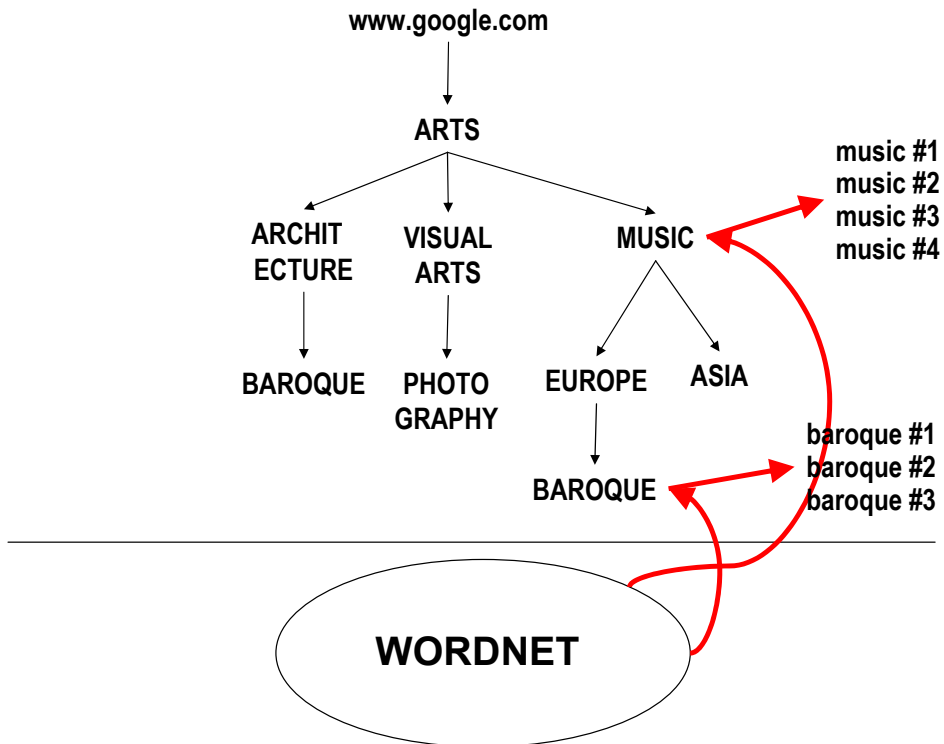 www.google.com
ARTS
music #1
music #2
music #3
music #4
ARCHIT
ECTURE
VISUAL
ARTS
MUSIC
BAROQUE
PHOTO
GRAPHY
EUROPE
ASIA
baroque #1
baroque #2
baroque #3
BAROQUE
WORDNET